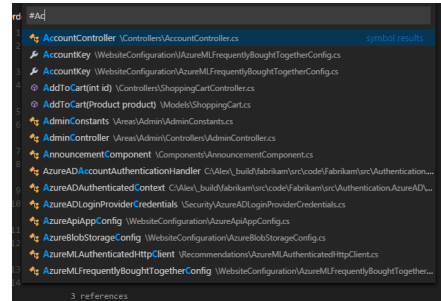 #Ac
AccountController \Controllers\AccountController.cs symbol results
AccountKey \WebsiteConfiguration\IAzureMLFrequentlyBoughtTogetherConfig.cs
AccountKey \WebsiteConfiguration\AzureMLFrequentlyBoughtTogetherConfig.cs
AddToCart(int id) \Controllers\ShoppingCartController.cs
AddToCart(Product product) \Models\ShoppingCart.cs
AdminConstants \Areas\Admin\AdminConstants.cs
AdminController \Areas\Admin\Controllers\AdminController.cs
AnnouncementComponent \Components\AnnouncementComponent.cs
AzureADAccountAuthenticationHandler C:\Alex\_build\fabrikam\src\code\Fabrikam\src\Authentication.AzureAD\...
AzureADAuthenticatedContext C:\Alex\_build\fabrikam\src\code\Fabrikam\src\Authentication.AzureAD\...
AzureADLoginProviderCredentials \Security\AzureADLoginProviderCredentials.cs
AzureApiAppConfig \WebsiteConfiguration\AzureApiAppConfig.cs
AzureBlobStorageConfig \WebsiteConfiguration\AzureBlobStorageConfig.cs
AzureMLAuthenticatedHttpClient \Recommendations\AzureMLAuthenticatedHttpClient.cs
AzureMLFrequentlyBoughtTogetherConfig \WebsiteConfiguration\AzureMLFrequentlyBoughtTogether...
3 references